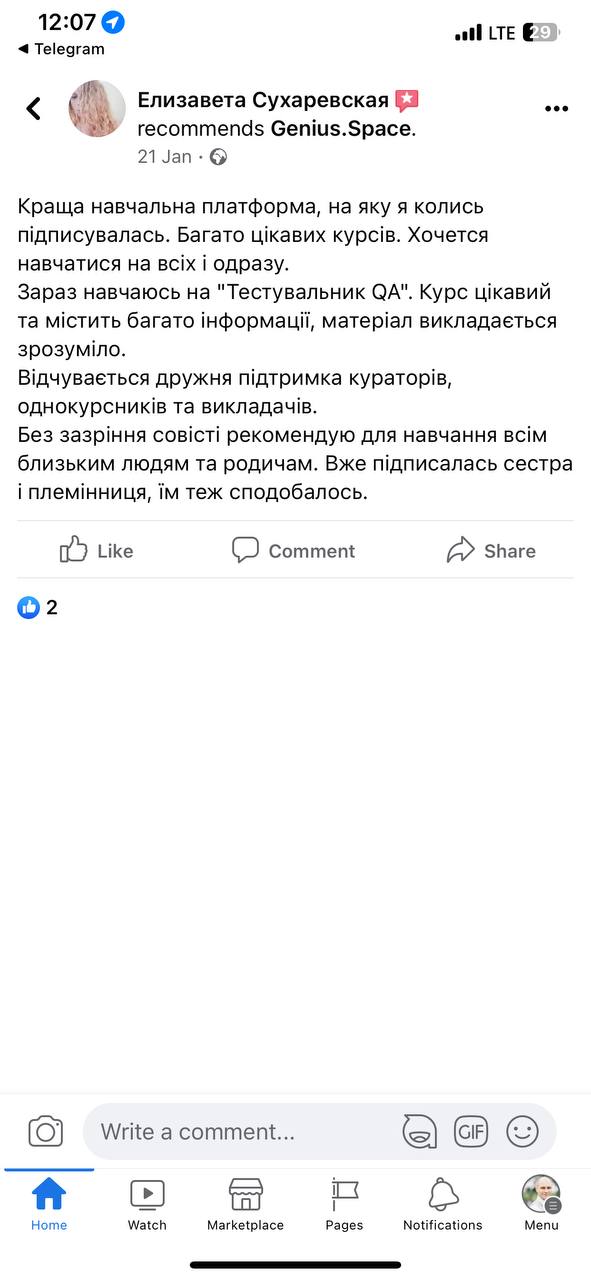 12:07
LTE 29
◀ Telegram
Елизавета Сухаревская
recommends Genius.Space.
21 Jan ·
Краща навчальна платформа, на яку я колись
підписувалась. Багато цікавих курсів. Хочется
навчатися на всіх і одразу.
Зараз навчаюсь на "Тестувальник QA". Курс цікавий
та містить багато інформації, матеріал викладається
зрозуміло.
Відчувається дружня підтримка кураторів,
однокурсників та викладачів.
Без зазріння совісті рекомендую для навчання всім
близьким людям та родичам. Вже підписалась сестра
і племінниця, їм теж сподобалось.
Like Comment Share
2
Write a comment...
GIF
Home Watch Marketplace Pages Notifications Menu